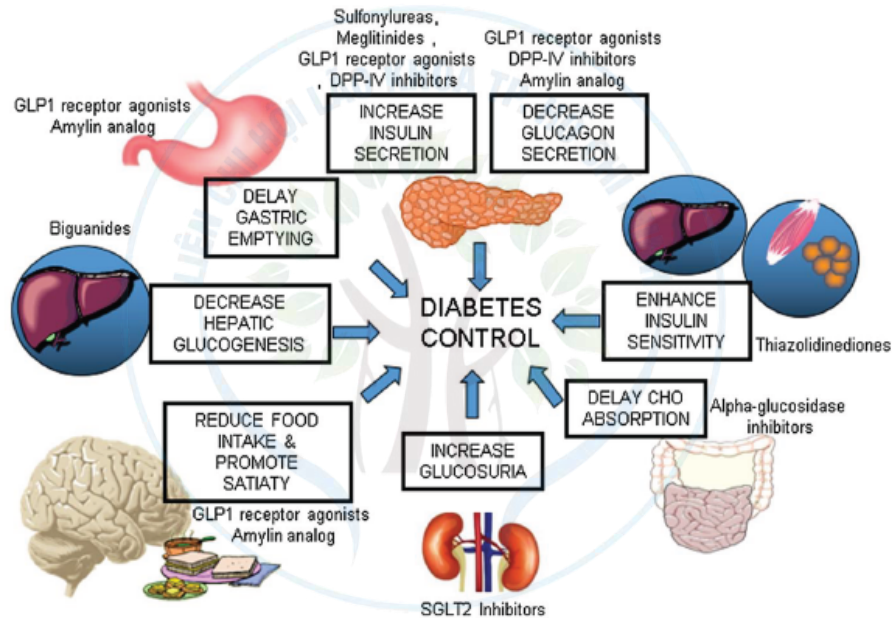 Sulfonylureas,
Meglitinides ,
GLP1 receptor agonists
, DPP-IV inhibitors
GLP1 receptor agonists
DPP-IV inhibitors
Amylin analog
GLP1 receptor agonists
Amylin analog
INCREASE
INSULIN
SECRETION
DECREASE
GLUCAGON
SECRETION
DELAY
GASTRIC
EMPTYING
Biguanides
DECREASE
HEPATIC
GLUCOGENESIS
DIABETES
CONTROL
ENHANCE
INSULIN
SENSITIVITY
Thiazolidinediones
DELAY CHO
ABSORPTION
Alpha-glucosidase
inhibitors
REDUCE FOOD
INTAKE &
PROMOTE
SATIATY
GLP1 receptor agonists
Amylin analog
INCREASE
GLUCOSURIA
SGLT2 Inhibitors
LIÊN CHI HỘI